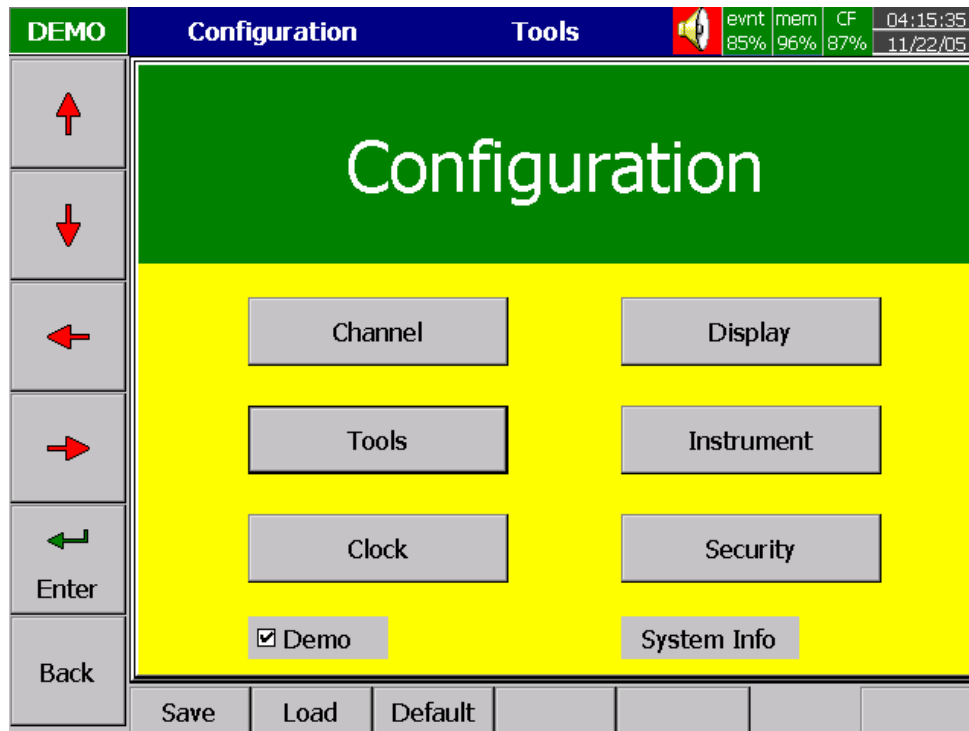 DEMO Configuration Tools evnt mem CF 04:15:35
85% 96% 87% 11/22/05
Configuration
Channel Display
Tools Instrument
Clock Security
Enter
Demo System Info
Back
Save Load Default